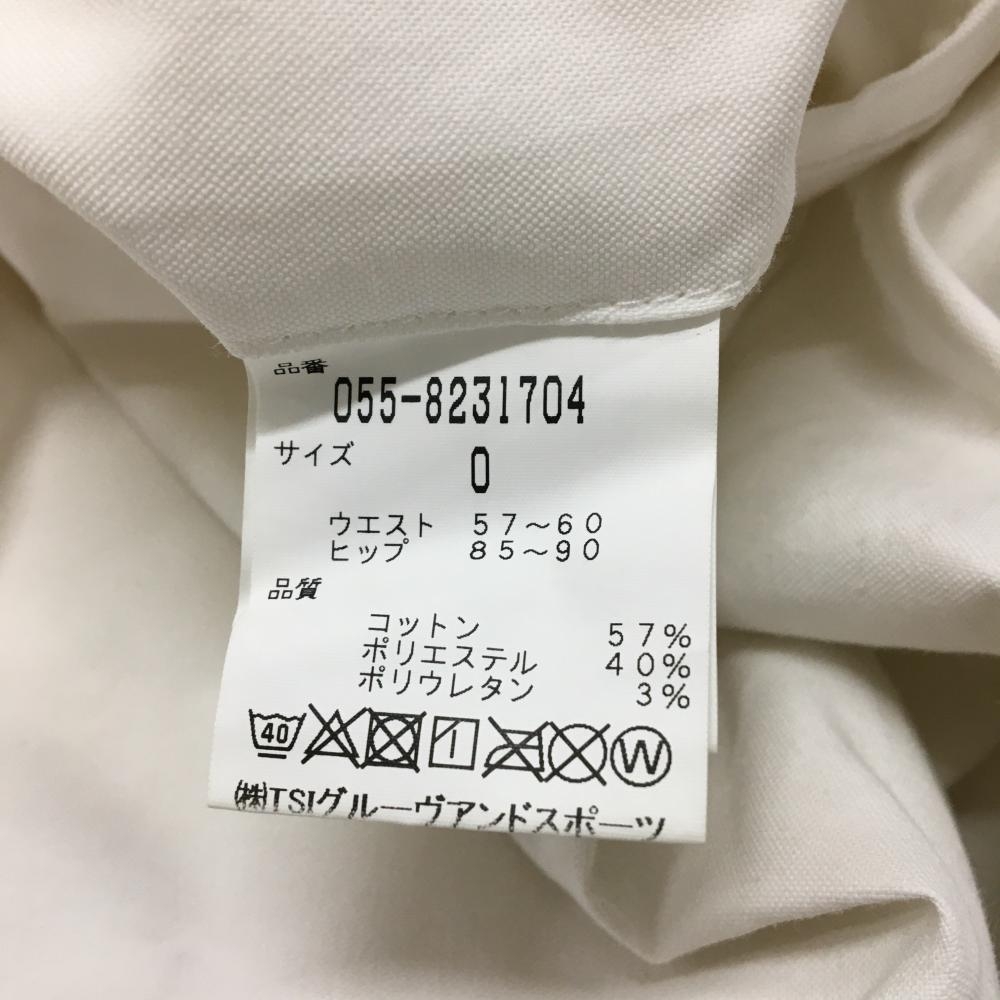 品番
055-8231704
サイズ
0
ウエスト 57～60
ヒップ 85～90
品質
コットン 57%
ポリエステル 40%
ポリウレタン 3%
40 W
㈱TSIグルーヴアンドスポーツ